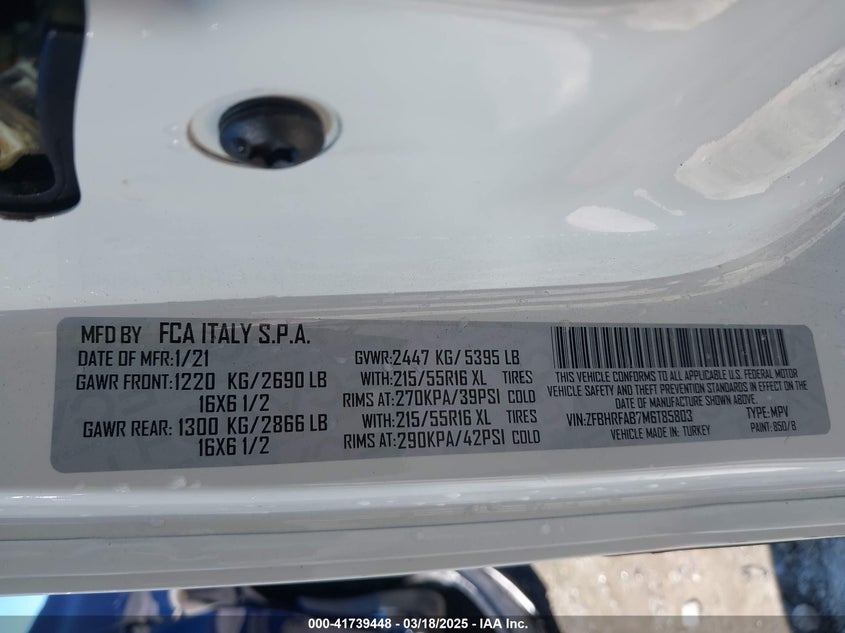 MFD BY FCA ITALY S.P.A.
DATE OF MFR:1/21 GVWR:2447 KG/5395 LB
GAWR FRONT:1220 KG/2690 LB WITH:215/55R16 XL TIRES
16X6 1/2 RIMS AT:270KPA/39PSI COLD
GAWR REAR: 1300 KG/2866 LB WITH:215/55R16 XL TIRES
16X6 1/2 RIMS AT:290KPA/42PSI COLD
THIS VEHICLE CONFORMS TO ALL APPLICABLE U.S. FEDERAL MOTOR
VEHICLE SAFETY AND THEFT PREVENTION STANDARDS IN EFFECT ON THE
DATE OF MANUFACTURE SHOWN ABOVE.
VIN:ZFBHRFAB7M6T85803 TYPE:MPV
VEHICLE MADE IN: TURKEY PAINT: 850/B
000-41739448 - 03/18/2025 - IAA Inc.